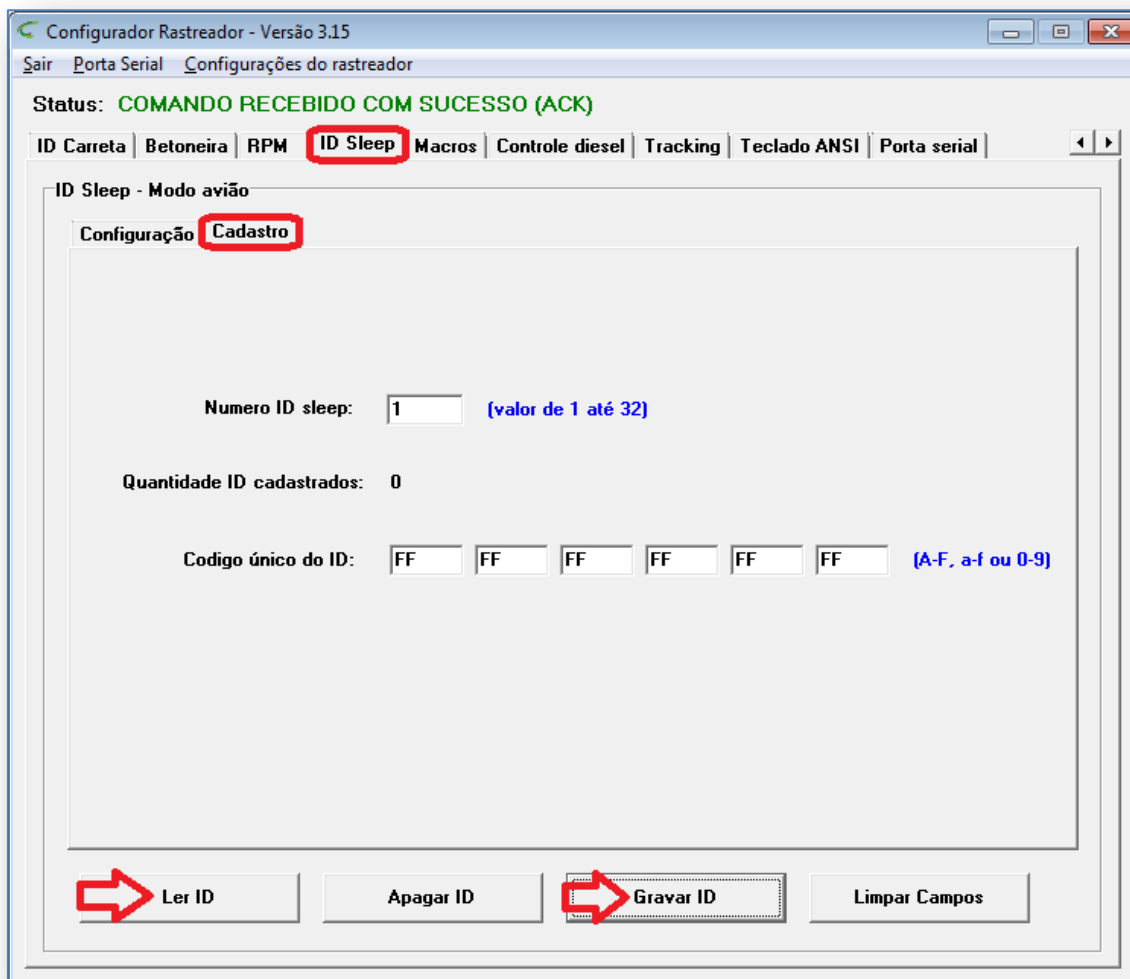 Configurador Rastreador - Versão 3.15
Sair Porta Serial Configurações do rastreador
Status: COMANDO RECEBIDO COM SUCESSO (ACK)
ID Carreta Betoneira RPM ID Sleep Macros Controle diesel Tracking Teclado ANSI Porta serial
ID Sleep - Modo avião
Configuração Cadastro
Numero ID sleep: 1 (valor de 1 até 32)
Quantidade ID cadastrados: 0
Codigo único do ID: FF FF FF FF FF FF (A-F, a-f ou 0-9)
Ler ID Apagar ID Gravar ID Limpar Campos